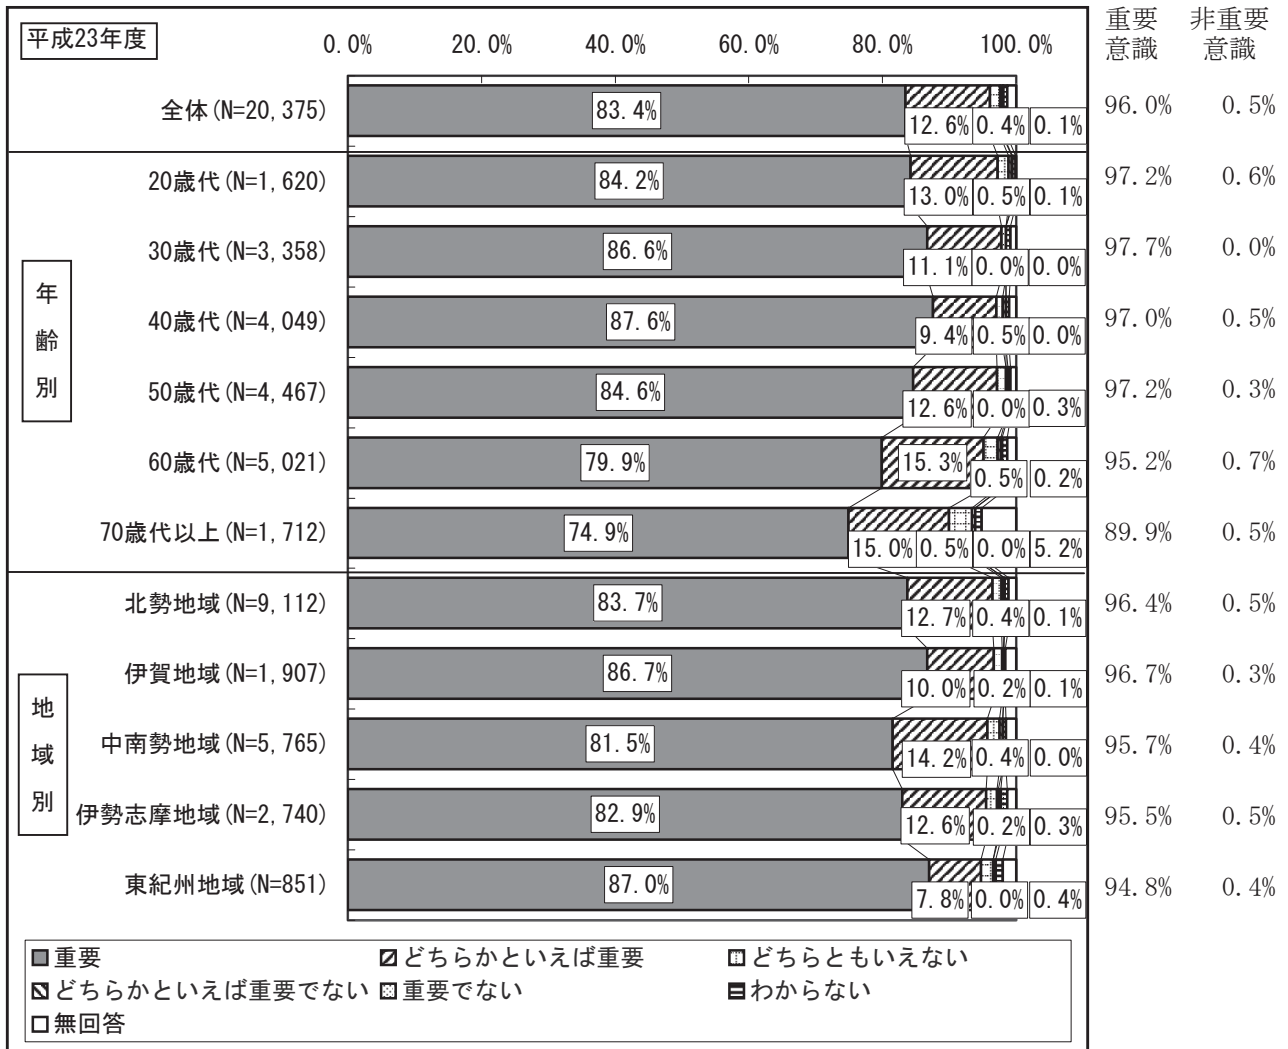 重要 非重要
意識 意識
平成23年度
0.0% 20.0% 40.0% 60.0% 80.0% 100.0%
全体(N=20,375) 83.4% 12.6% 0.4% 0.1% 96.0% 0.5%
年齢別
20歳代(N=1,620) 84.2% 13.0% 0.5% 0.1% 97.2% 0.6%
30歳代(N=3,358) 86.6% 11.1% 0.0% 0.0% 97.7% 0.0%
40歳代(N=4,049) 87.6% 9.4% 0.5% 0.0% 97.0% 0.5%
50歳代(N=4,467) 84.6% 12.6% 0.0% 0.3% 97.2% 0.3%
60歳代(N=5,021) 79.9% 15.3% 0.5% 0.2% 95.2% 0.7%
70歳代以上(N=1,712) 74.9% 15.0% 0.5% 0.0% 5.2% 89.9% 0.5%
地域別
北勢地域(N=9,112) 83.7% 12.7% 0.4% 0.1% 96.4% 0.5%
伊賀地域(N=1,907) 86.7% 10.0% 0.2% 0.1% 96.7% 0.3%
中南勢地域(N=5,765) 81.5% 14.2% 0.4% 0.0% 95.7% 0.4%
伊勢志摩地域(N=2,740) 82.9% 12.6% 0.2% 0.3% 95.5% 0.5%
東紀州地域(N=851) 87.0% 7.8% 0.0% 0.4% 94.8% 0.4%
重要 どちらかといえば重要 どちらともいえない
どちらかといえば重要でない 重要でない わからない
無回答